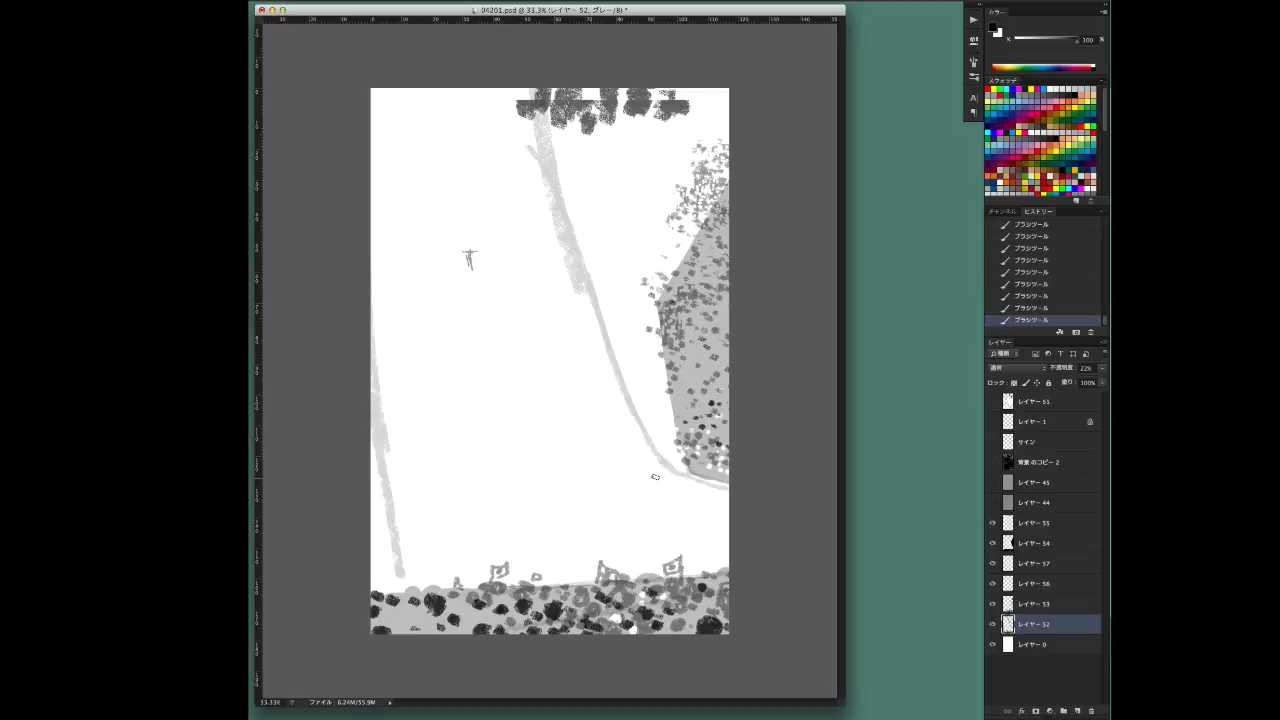 04201.psd @ 33.3% (レイヤー 52, グレー/8) *
カラー
K 100 %
スウォッチ
チャンネル ヒストリー
ブラシツール
ブラシツール
ブラシツール
ブラシツール
ブラシツール
ブラシツール
ブラシツール
ブラシツール
ブラシツール
レイヤー
種類
通常 不透明度 : 22%
ロック : 塗り : 100%
レイヤー 51
レイヤー 1
サイン
背景 のコピー 2
レイヤー 45
レイヤー 44
レイヤー 55
レイヤー 54
レイヤー 57
レイヤー 56
レイヤー 53
レイヤー 52
レイヤー 0
33.33% ファイル : 6.24M/55.9M